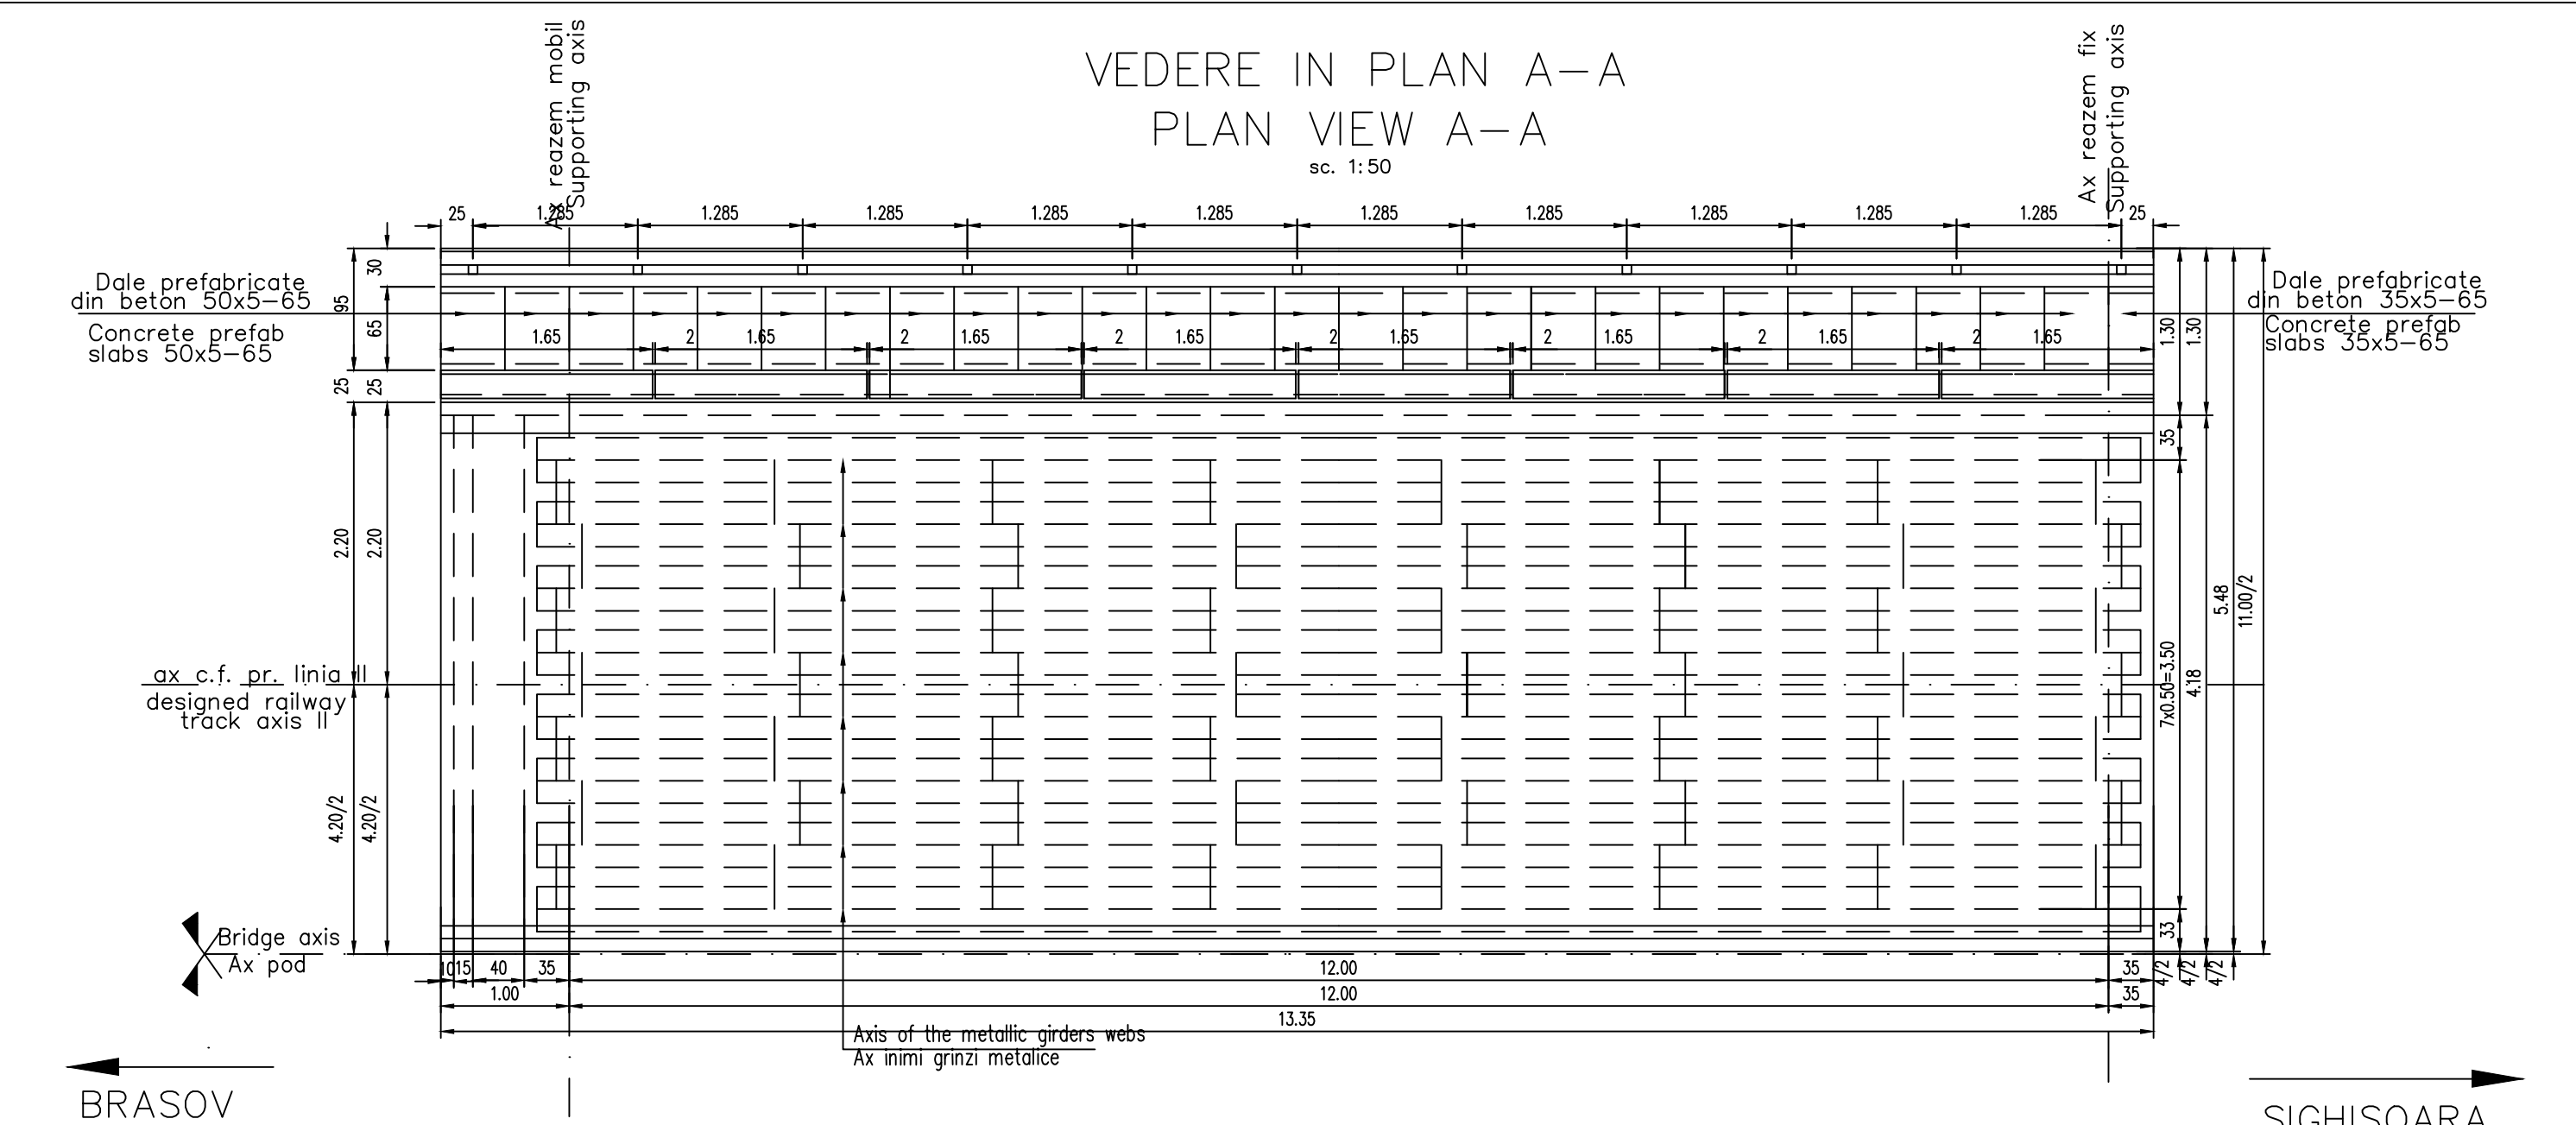 Ax reazem mobil
Supporting axis
VEDERE IN PLAN A-A
PLAN VIEW A-A
sc. 1:50
Ax reazem fix
Supporting axis
25 1.285 1.285 1.285 1.285 1.285 1.285 1.285 1.285 1.285 1.285 25
Dale prefabricate
din beton 50x5-65
Concrete prefab
slabs 50x5-65
95
30
65
25
25
Dale prefabricate
din beton 35x5-65
Concrete prefab
slabs 35x5-65
1.65 2 1.65 2 1.65 2 1.65 2 1.65 2 1.65 2 1.65 2 1.65
1.30
1.30
35
2.20
2.20
5.48
11.00/2
ax c.f. pr. linia II
designed railway
track axis II
7x0.50=3.50
4.18
4.20/2
4.20/2
33
Bridge axis
Ax pod
10 15 40 35 12.00 35
4/2
4/2
4/2
1.00 12.00 35
13.35
Axis of the metallic girders webs
Ax inimi grinzi metalice
BRASOV
SIGHISOARA